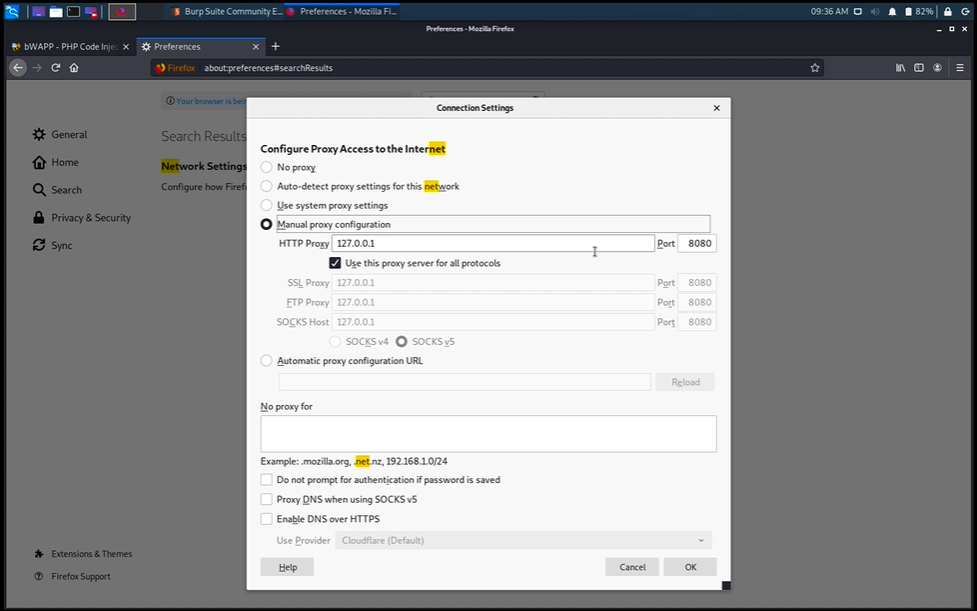 Burp Suite Community E...
Preferences - Mozilla Fi...
09:36 AM
82%
Preferences - Mozilla Firefox
bWAPP - PHP Code Inje
Preferences
Firefox
about:preferences#searchResults
Your browser is bein
General
Home
Search
Privacy & Security
Sync
Search Results
Network Settings
Configure how Firef
Connection Settings
Configure Proxy Access to the Internet
No proxy
Auto-detect proxy settings for this network
Use system proxy settings
Manual proxy configuration
HTTP Proxy 127.0.0.1 Port 8080
Use this proxy server for all protocols
SSL Proxy 127.0.0.1 Port 8080
FTP Proxy 127.0.0.1 Port 8080
SOCKS Host 127.0.0.1 Port 8080
SOCKS v4 SOCKS v5
Automatic proxy configuration URL
Reload
No proxy for
Example: .mozilla.org, .net.nz, 192.168.1.0/24
Do not prompt for authentication if password is saved
Proxy DNS when using SOCKS v5
Enable DNS over HTTPS
Use Provider Cloudflare (Default)
Help Cancel OK
Extensions & Themes
Firefox Support